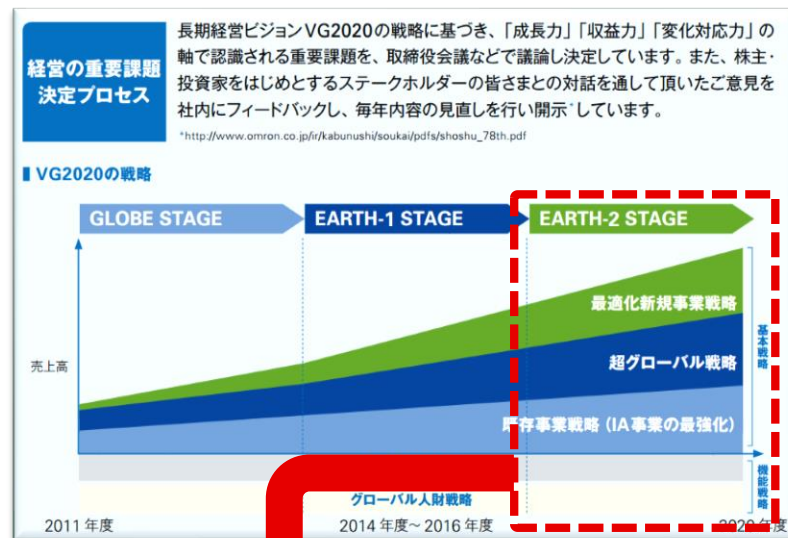 経営の重要課題
決定プロセス
長期経営ビジョンVG2020の戦略に基づき、「成長力」「収益力」「変化対応力」の
軸で認識される重要課題を、取締役会議などで議論し決定しています。また、株主・
投資家をはじめとするステークホルダーの皆さまとの対話を通して頂いたご意見を
社内にフィードバックし、毎年内容の見直しを行い開示*しています。
*http://www.omron.co.jp/ir/kabunushi/soukai/pdfs/shoshu_78th.pdf
VG2020の戦略
GLOBE STAGE
EARTH-1 STAGE
EARTH-2 STAGE
最適化新規事業戦略
基本戦略
超グローバル戦略
売上高
既存事業戦略（IA事業の最強化）
機能戦略
グローバル人財戦略
2011 年度
2014 年度～2016 年度
2020 年度